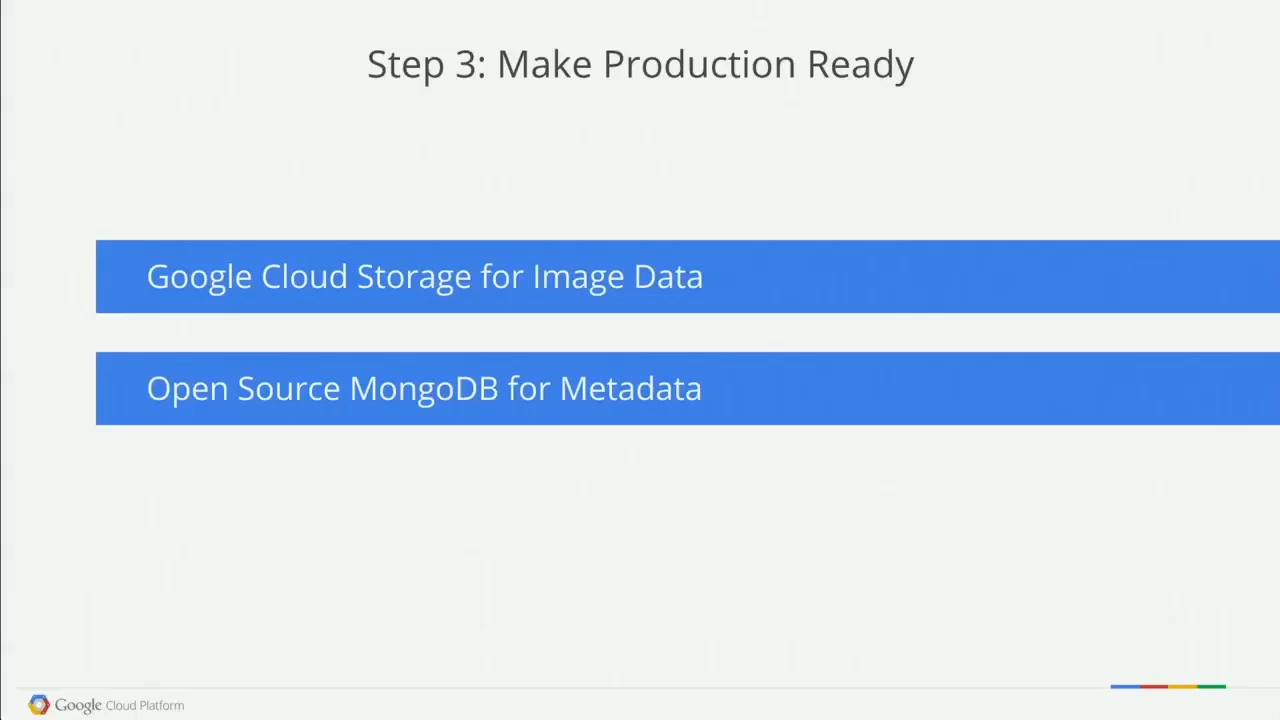 Step 3: Make Production Ready
Google Cloud Storage for Image Data
Open Source MongoDB for Metadata
Google Cloud Platform